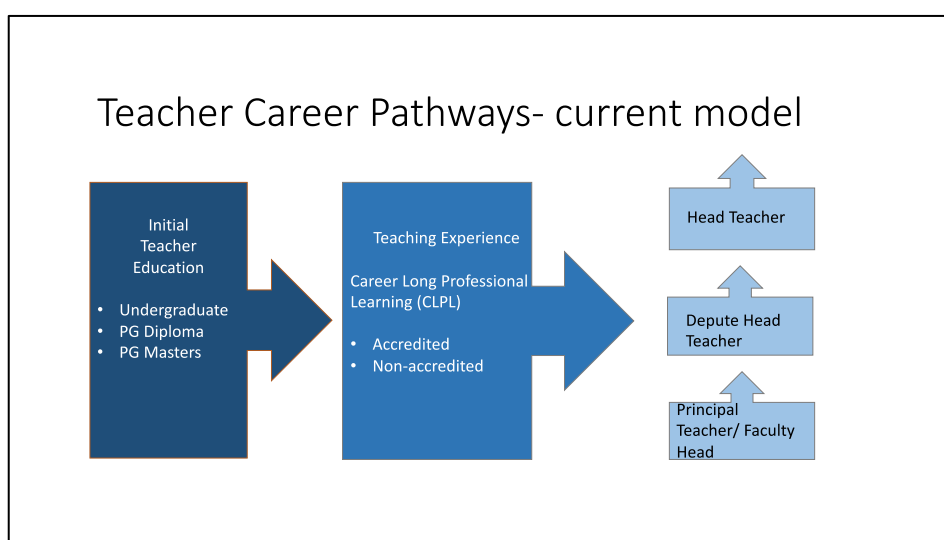 Teacher Career Pathways- current model
Initial
Teacher
Education
• Undergraduate
• PG Diploma
• PG Masters
Teaching Experience
Career Long Professional
Learning (CLPL)
• Accredited
• Non-accredited
Head Teacher
Depute Head
Teacher
Principal
Teacher/ Faculty
Head